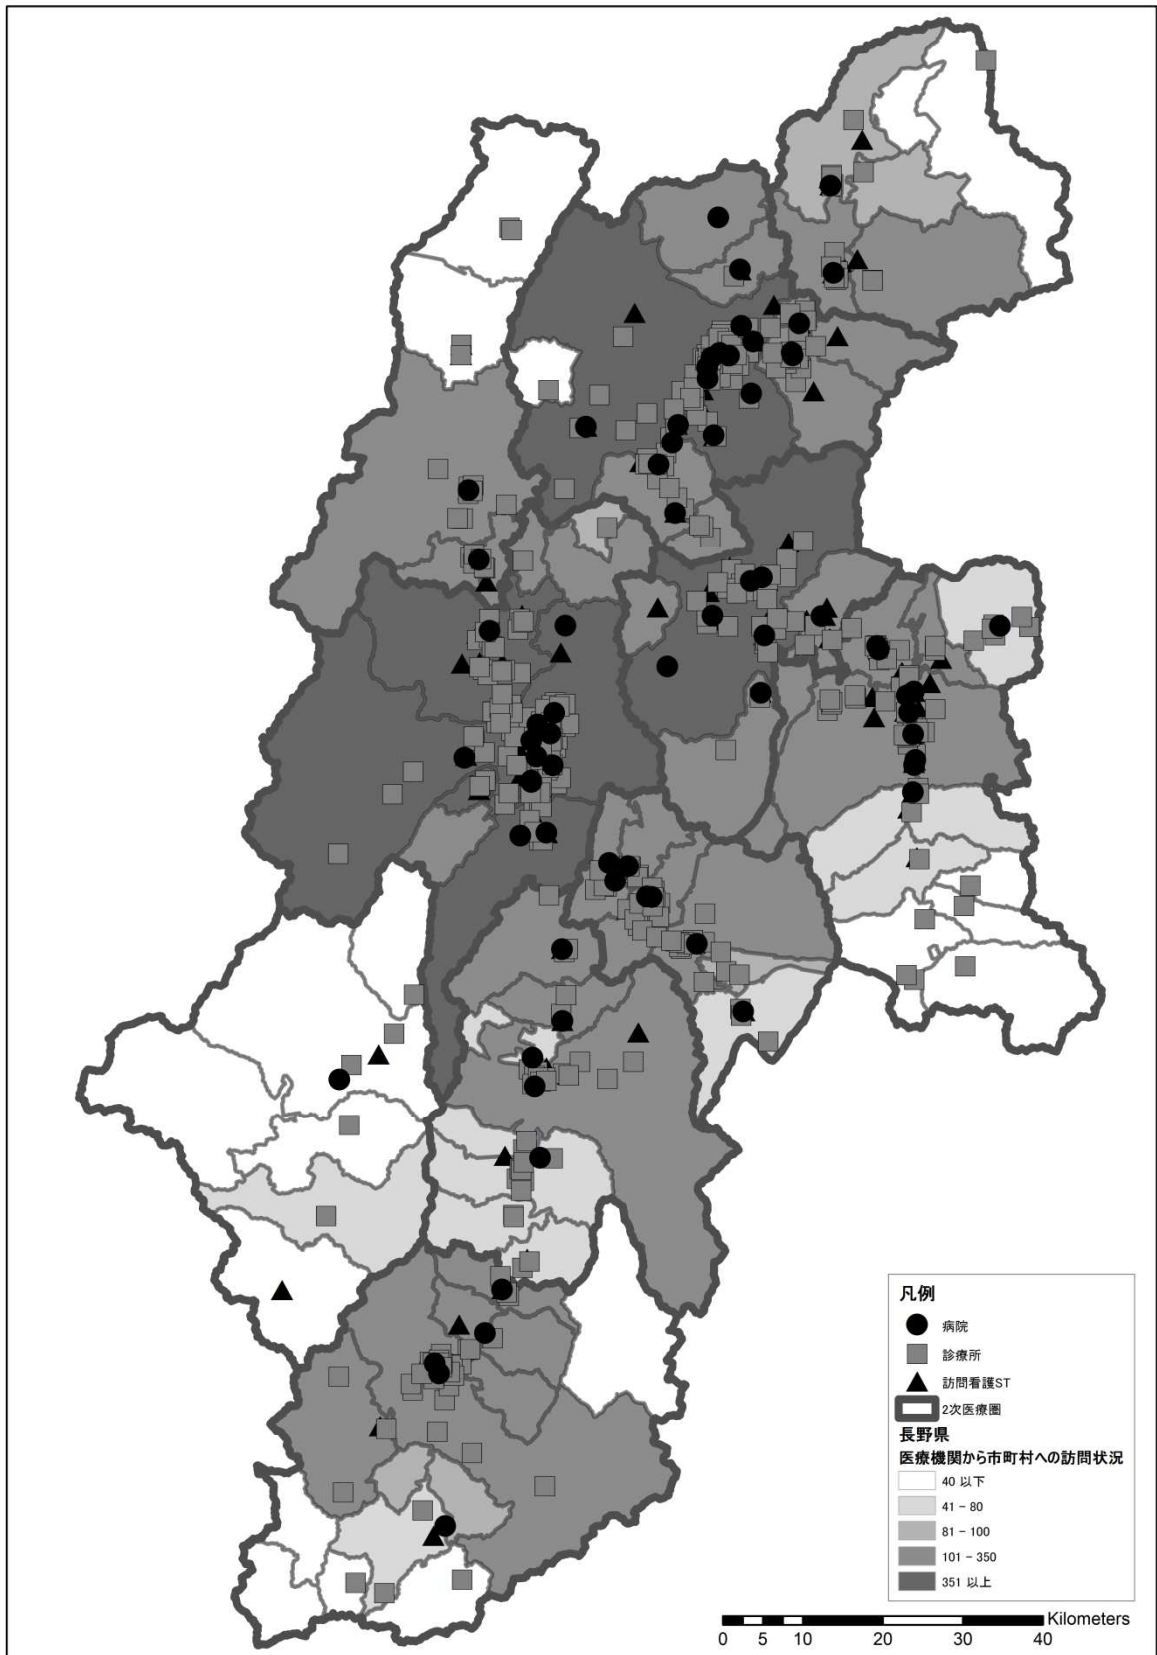 凡例
病院
診療所
訪問看護ST
2次医療圏
長野県
医療機関から市町村への訪問状況
40 以下
41 - 80
81 - 100
101 - 350
351 以上
Kilometers
0 5 10 20 30 40